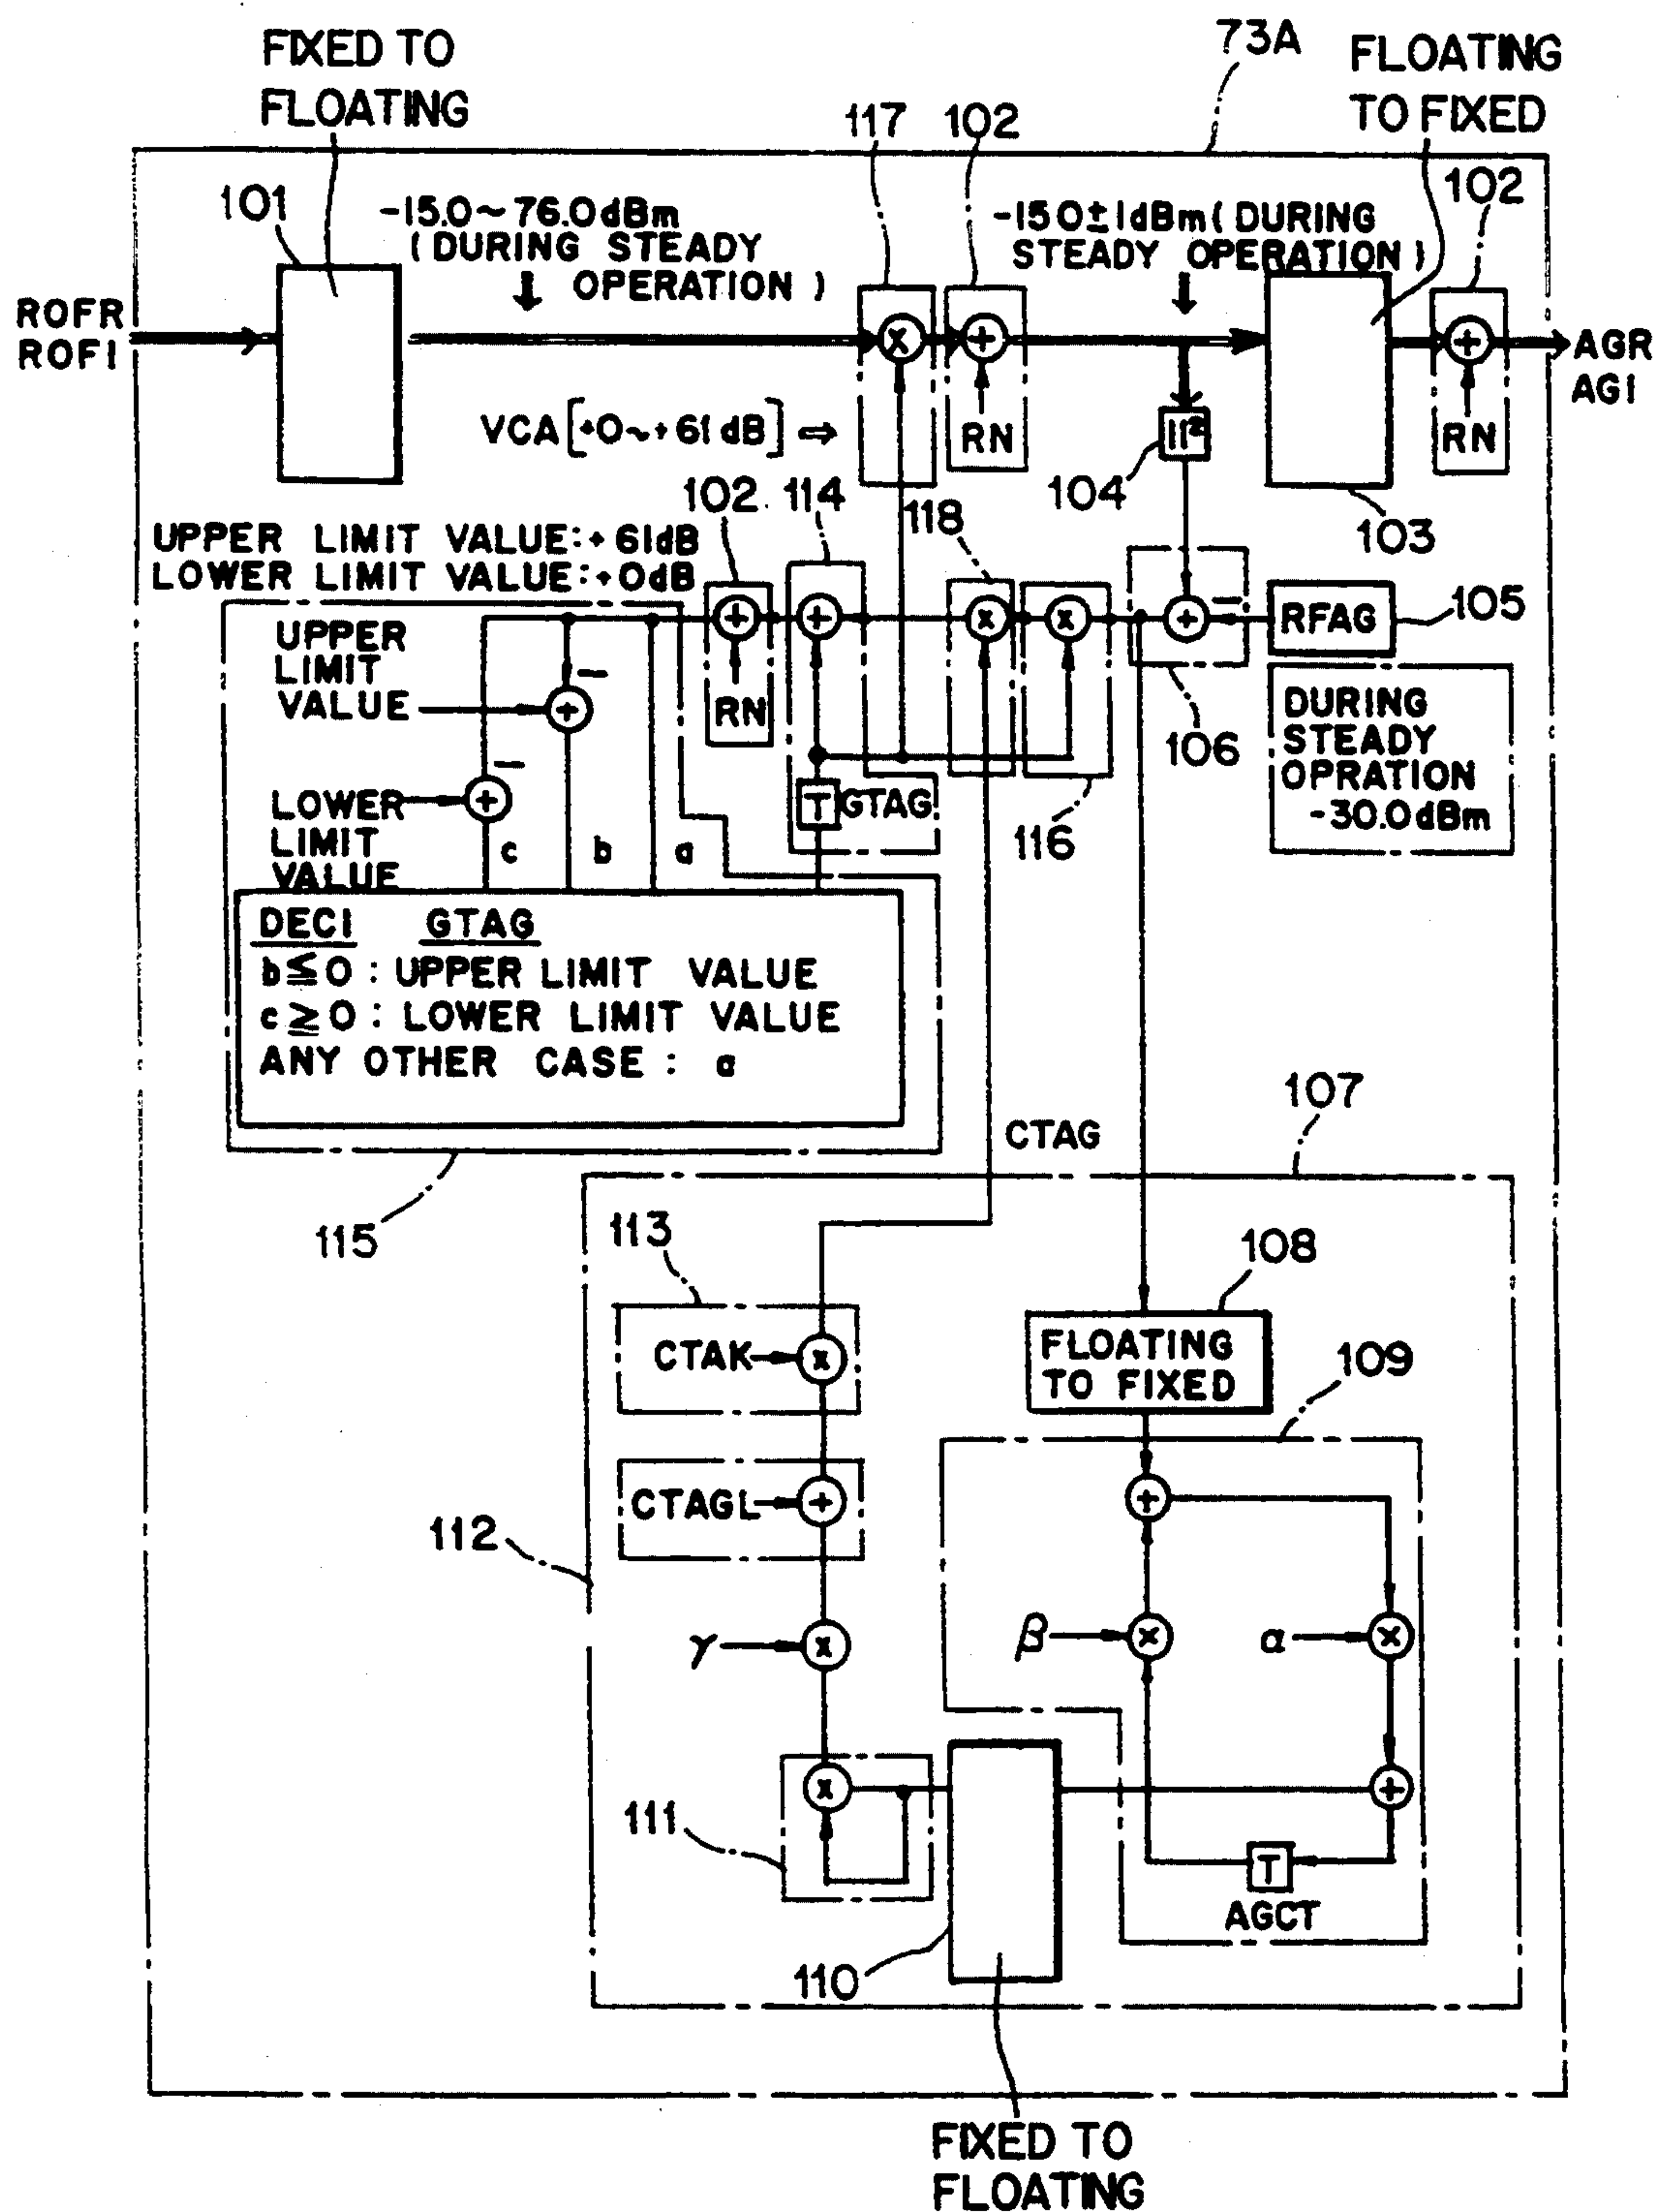 FIXED TO
FLOATING
73A
FLOATING
TO FIXED
117
102
102
101
-15.0~76.0dBm
(DURING STEADY
OPERATION)
-150±1dBm(DURING
STEADY OPERATION)
ROFR
ROFI
×
+
+
AGR
AGI
VCA[+0~+61dB]⇨
RN
||²
RN
104
103
102
114
118
UPPER LIMIT VALUE:+61dB
LOWER LIMIT VALUE:+0dB
+
+
×
×
+
−
RFAG
105
UPPER
LIMIT
VALUE
−
+
RN
106
DURING
STEADY
OPRATION
-30.0dBm
−
+
LOWER
LIMIT
VALUE
T
GTAG
116
c
b
a
DECI GTAG
b≦0 : UPPER LIMIT VALUE
c≧0 : LOWER LIMIT VALUE
ANY OTHER CASE : a
107
CTAG
115
113
108
CTAK
×
FLOATING
TO FIXED
109
CTAGL
+
+
112
γ
×
β
×
α
×
111
×
+
T
AGCT
110
FIXED TO
FLOATING